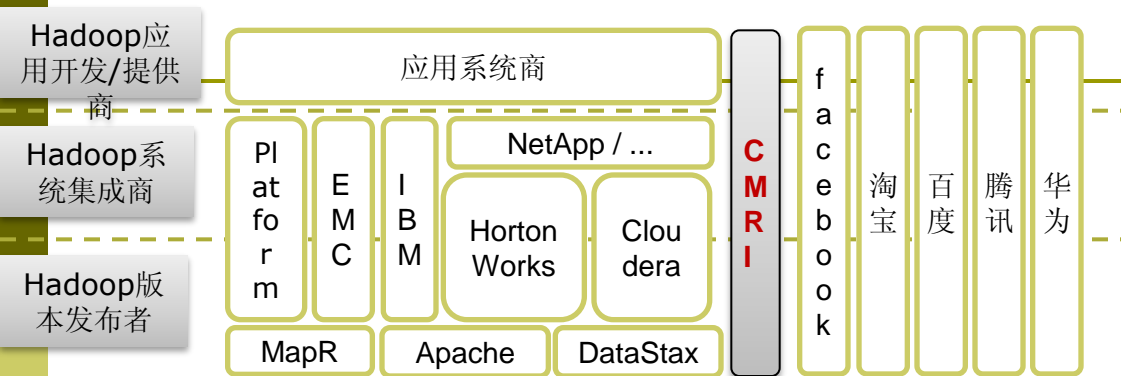 Hadoop应
用开发/提供
商
应用系统商
Hadoop系
统集成商
Pl
at
fo
r
m
E
M
C
I
B
M
NetApp / ...
Horton
Works
Clou
dera
Hadoop版
本发布者
MapR
Apache
DataStax
C
M
R
I
f
a
c
e
b
o
o
k
淘
宝
百
度
腾
讯
华
为